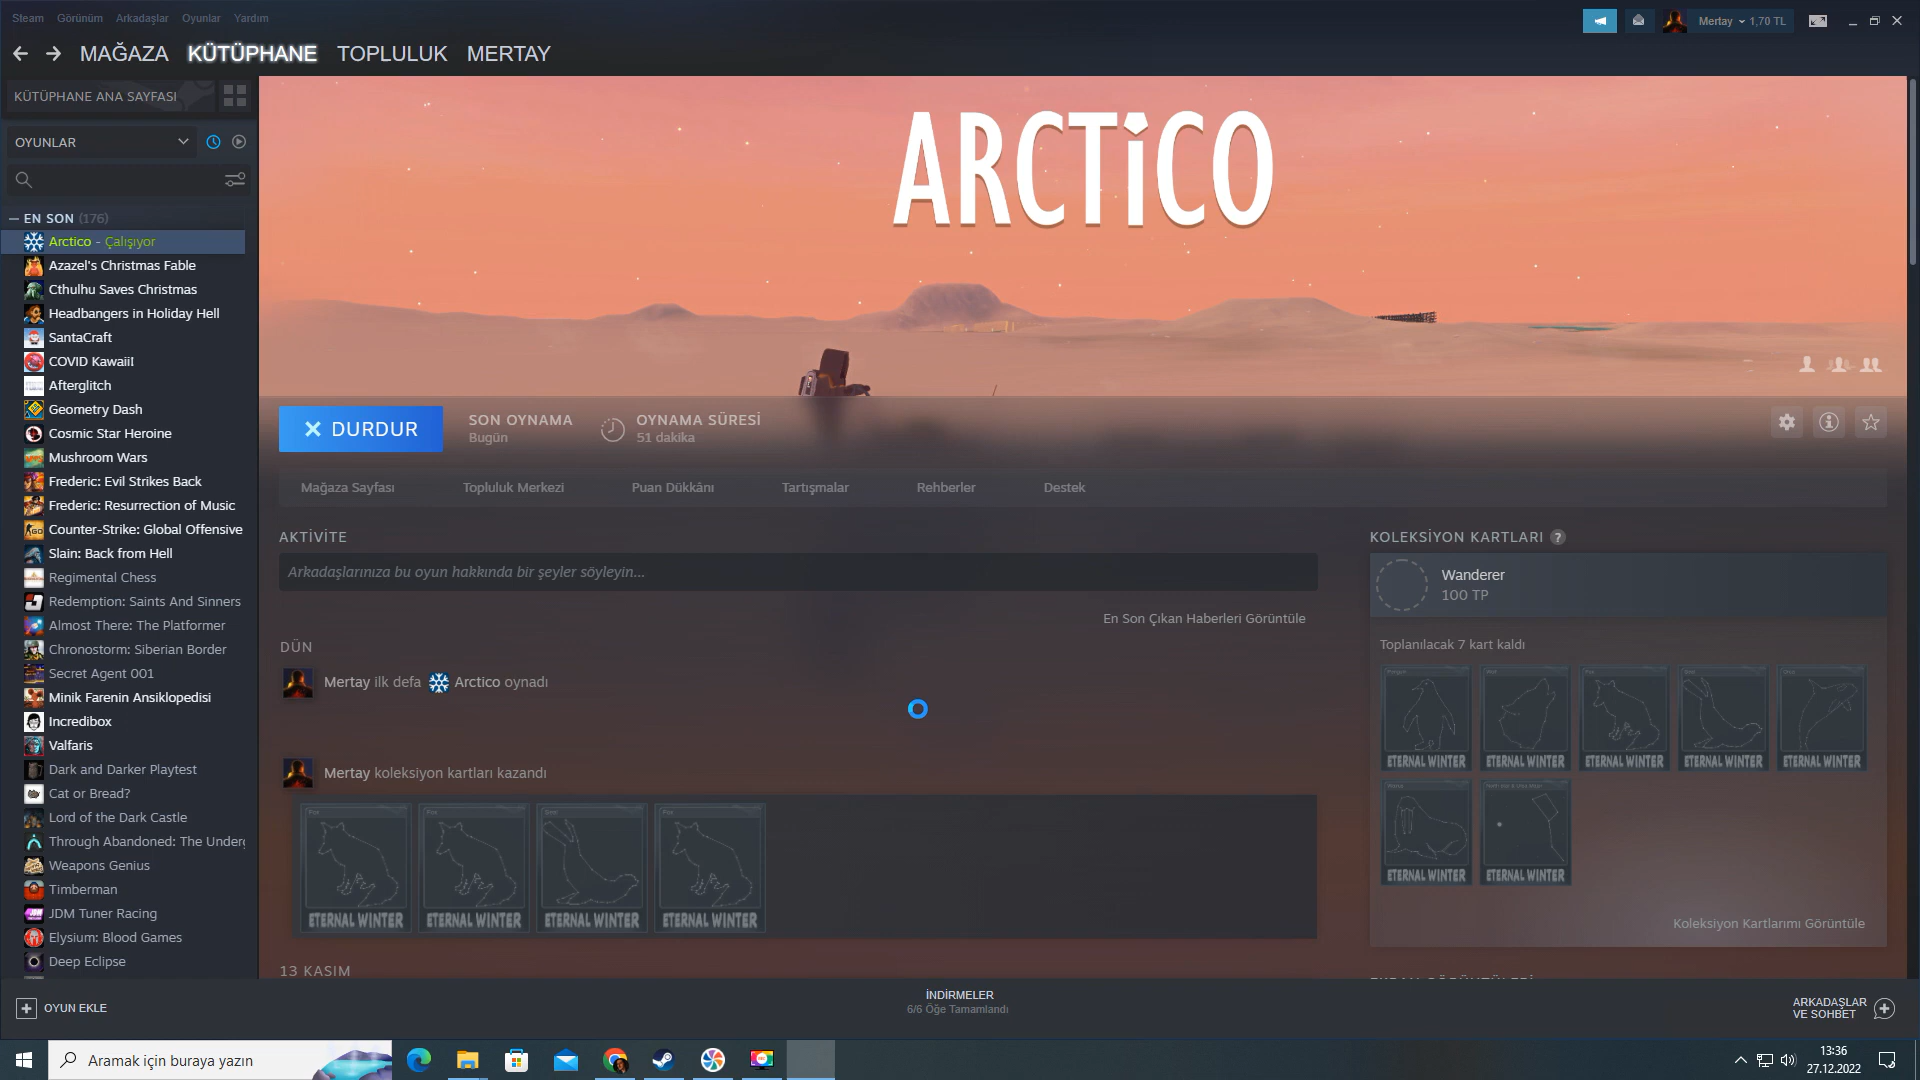 Steam Görünüm Arkadaşlar Oyunlar Yardım
Mertay 1,70 TL
MAĞAZA KÜTÜPHANE TOPLULUK MERTAY
KÜTÜPHANE ANA SAYFASI
OYUNLAR
EN SON (176)
Arctico - Çalışıyor
Azazel's Christmas Fable
Cthulhu Saves Christmas
Headbangers in Holiday Hell
SantaCraft
COVID Kawaii!
Afterglitch
Geometry Dash
Cosmic Star Heroine
Mushroom Wars
Frederic: Evil Strikes Back
Frederic: Resurrection of Music
Counter-Strike: Global Offensive
Slain: Back from Hell
Regimental Chess
Redemption: Saints And Sinners
Almost There: The Platformer
Chronostorm: Siberian Border
Secret Agent 001
Minik Farenin Ansiklopedisi
Incredibox
Valfaris
Dark and Darker Playtest
Cat or Bread?
Lord of the Dark Castle
Through Abandoned: The Underg
Weapons Genius
Timberman
JDM Tuner Racing
Elysium: Blood Games
Deep Eclipse
ARCTiCO
DURDUR
SON OYNAMA
Bugün
OYNAMA SÜRESİ
51 dakika
Mağaza Sayfası Topluluk Merkezi Puan Dükkânı Tartışmalar Rehberler Destek
AKTİVİTE
Arkadaşlarınıza bu oyun hakkında bir şeyler söyleyin...
En Son Çıkan Haberleri Görüntüle
DÜN
Mertay ilk defa Arctico oynadı
Mertay koleksiyon kartları kazandı
Fox
ETERNAL WINTER
Fox
ETERNAL WINTER
ETERNAL WINTER
Fox
ETERNAL WINTER
13 KASIM
KOLEKSİYON KARTLARI ?
Wanderer
100 TP
Toplanılacak 7 kart kaldı
Penguin
ETERNAL WINTER
Wolf
ETERNAL WINTER
Fox
ETERNAL WINTER
ETERNAL WINTER
ETERNAL WINTER
Walrus
ETERNAL WINTER
ETERNAL WINTER
Koleksiyon Kartlarımı Görüntüle
EKRAN GÖRÜNTÜLERİ
OYUN EKLE
İNDİRMELER
6/6 Öğe Tamamlandı
ARKADAŞLAR
VE SOHBET
Aramak için buraya yazın
13:36
27.12.2022